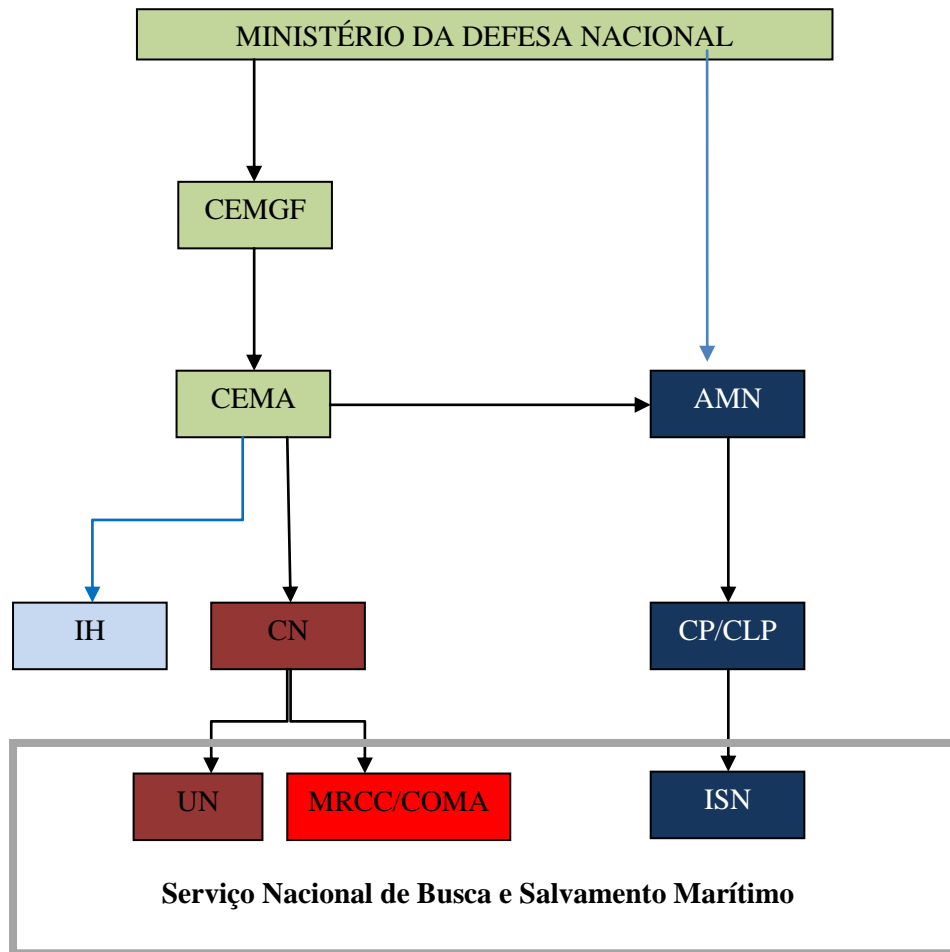 MINISTÉRIO DA DEFESA NACIONAL
CEMGF
CEMA
AMN
IH
CN
CP/CLP
UN
MRCC/COMA
ISN
Serviço Nacional de Busca e Salvamento Marítimo